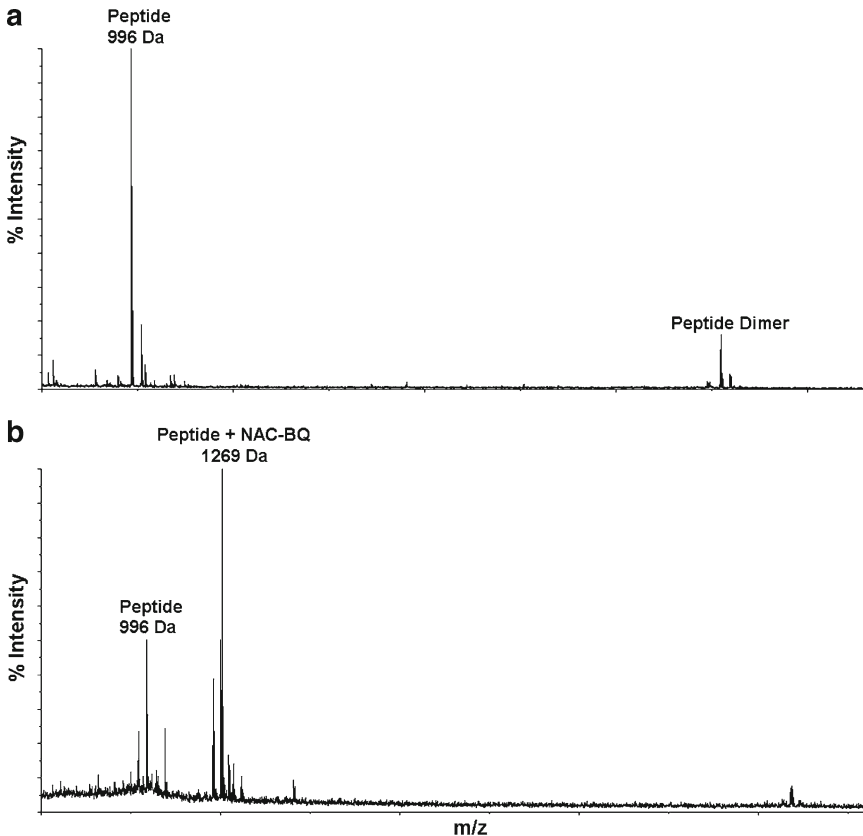 a
Peptide
996 Da
% Intensity
Peptide Dimer
b
Peptide + NAC-BQ
1269 Da
Peptide
996 Da
% Intensity
m/z